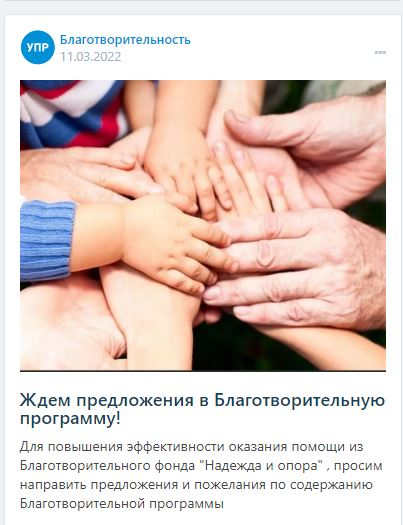 УПР
Благотворительность
11.03.2022
Ждем предложения в Благотворительную
программу!
Для повышения эффективности оказания помощи из
Благотворительного фонда "Надежда и опора" , просим
направить предложения и пожелания по содержанию
Благотворительной программы